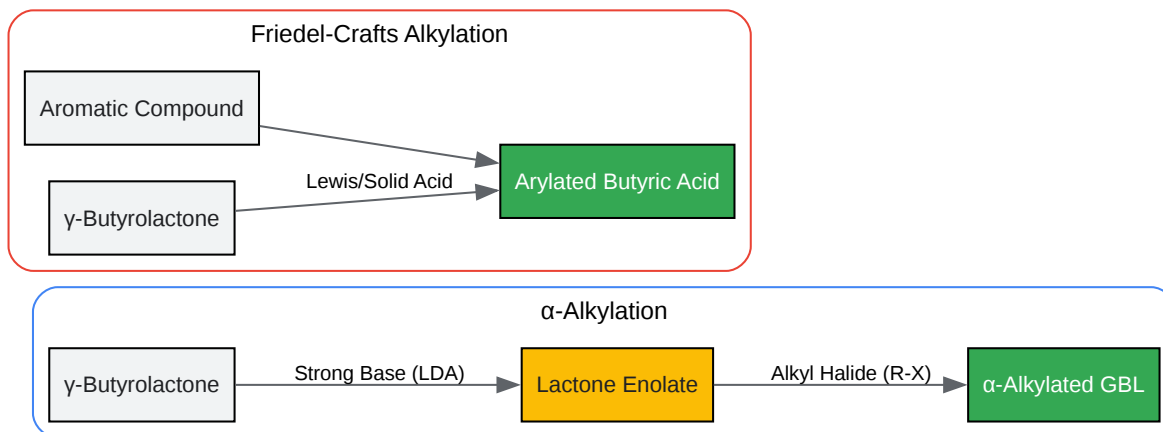 Friedel-Crafts Alkylation
Aromatic Compound
Lewis/Solid Acid
Arylated Butyric Acid
γ-Butyrolactone
α-Alkylation
γ-Butyrolactone
Strong Base (LDA)
Lactone Enolate
Alkyl Halide (R-X)
α-Alkylated GBL